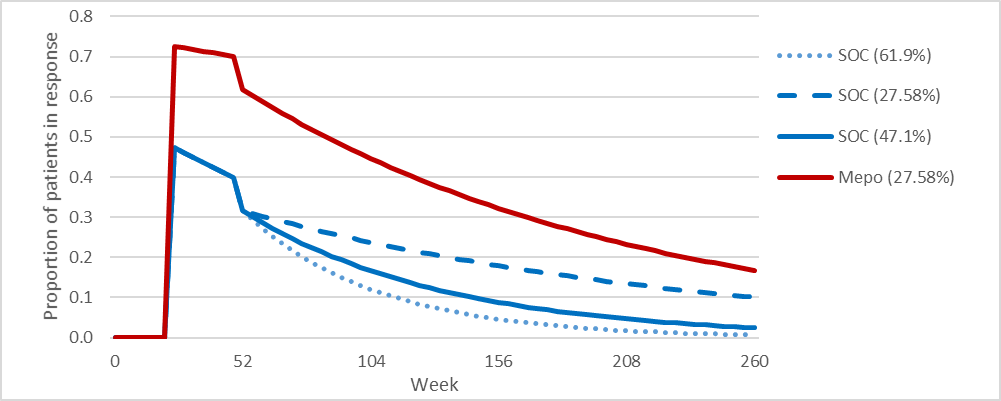 Proportion of patients in response
0.8
0.7
0.6
0.5
0.4
0.3
0.2
0.1
0.0
0
52
104
156
208
260
Week
SOC (61.9%)
SOC (27.58%)
SOC (47.1%)
Mepo (27.58%)